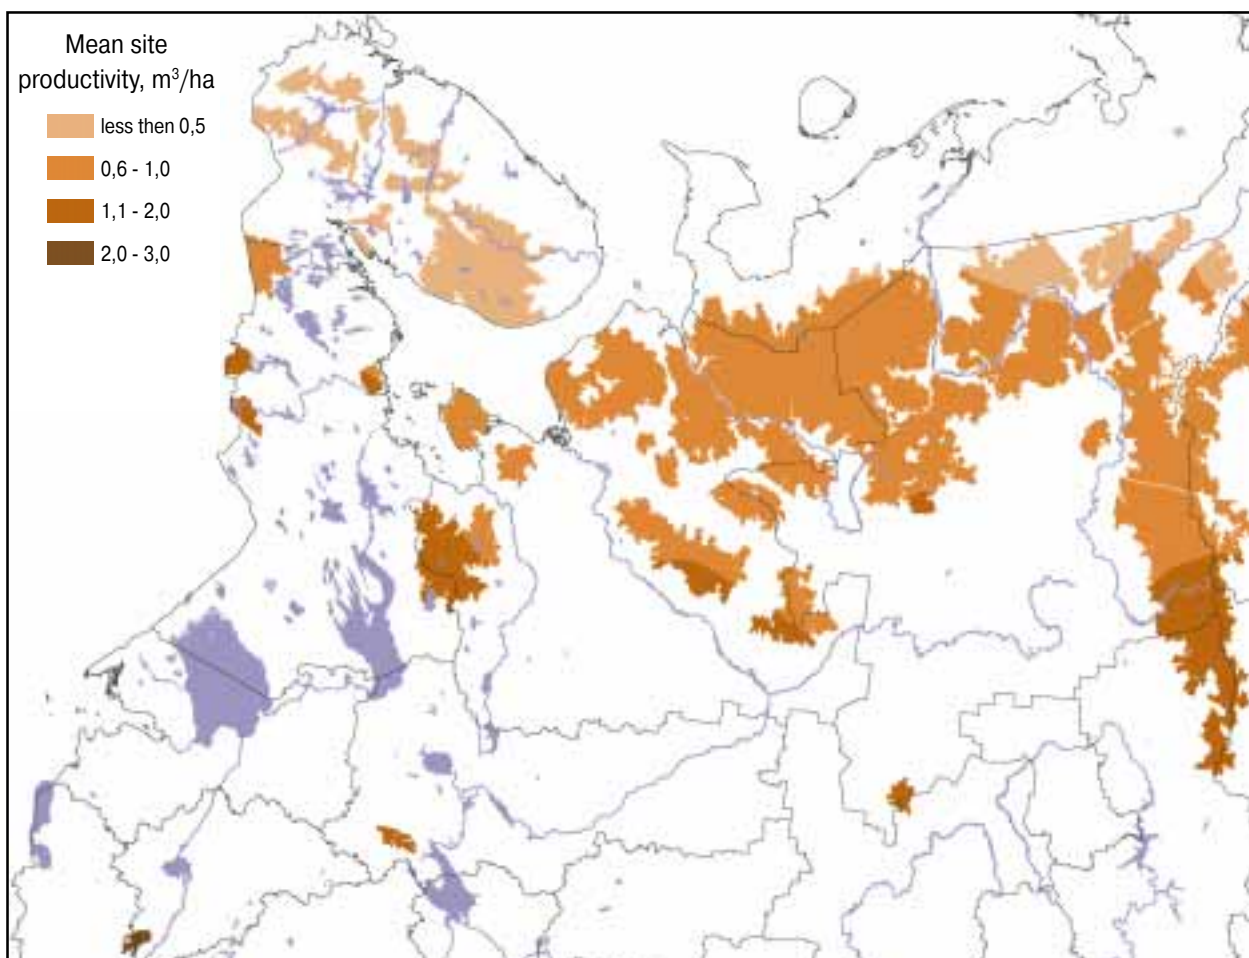 Mean site
productivity, m³/ha
less then 0,5
0,6 - 1,0
1,1 - 2,0
2,0 - 3,0